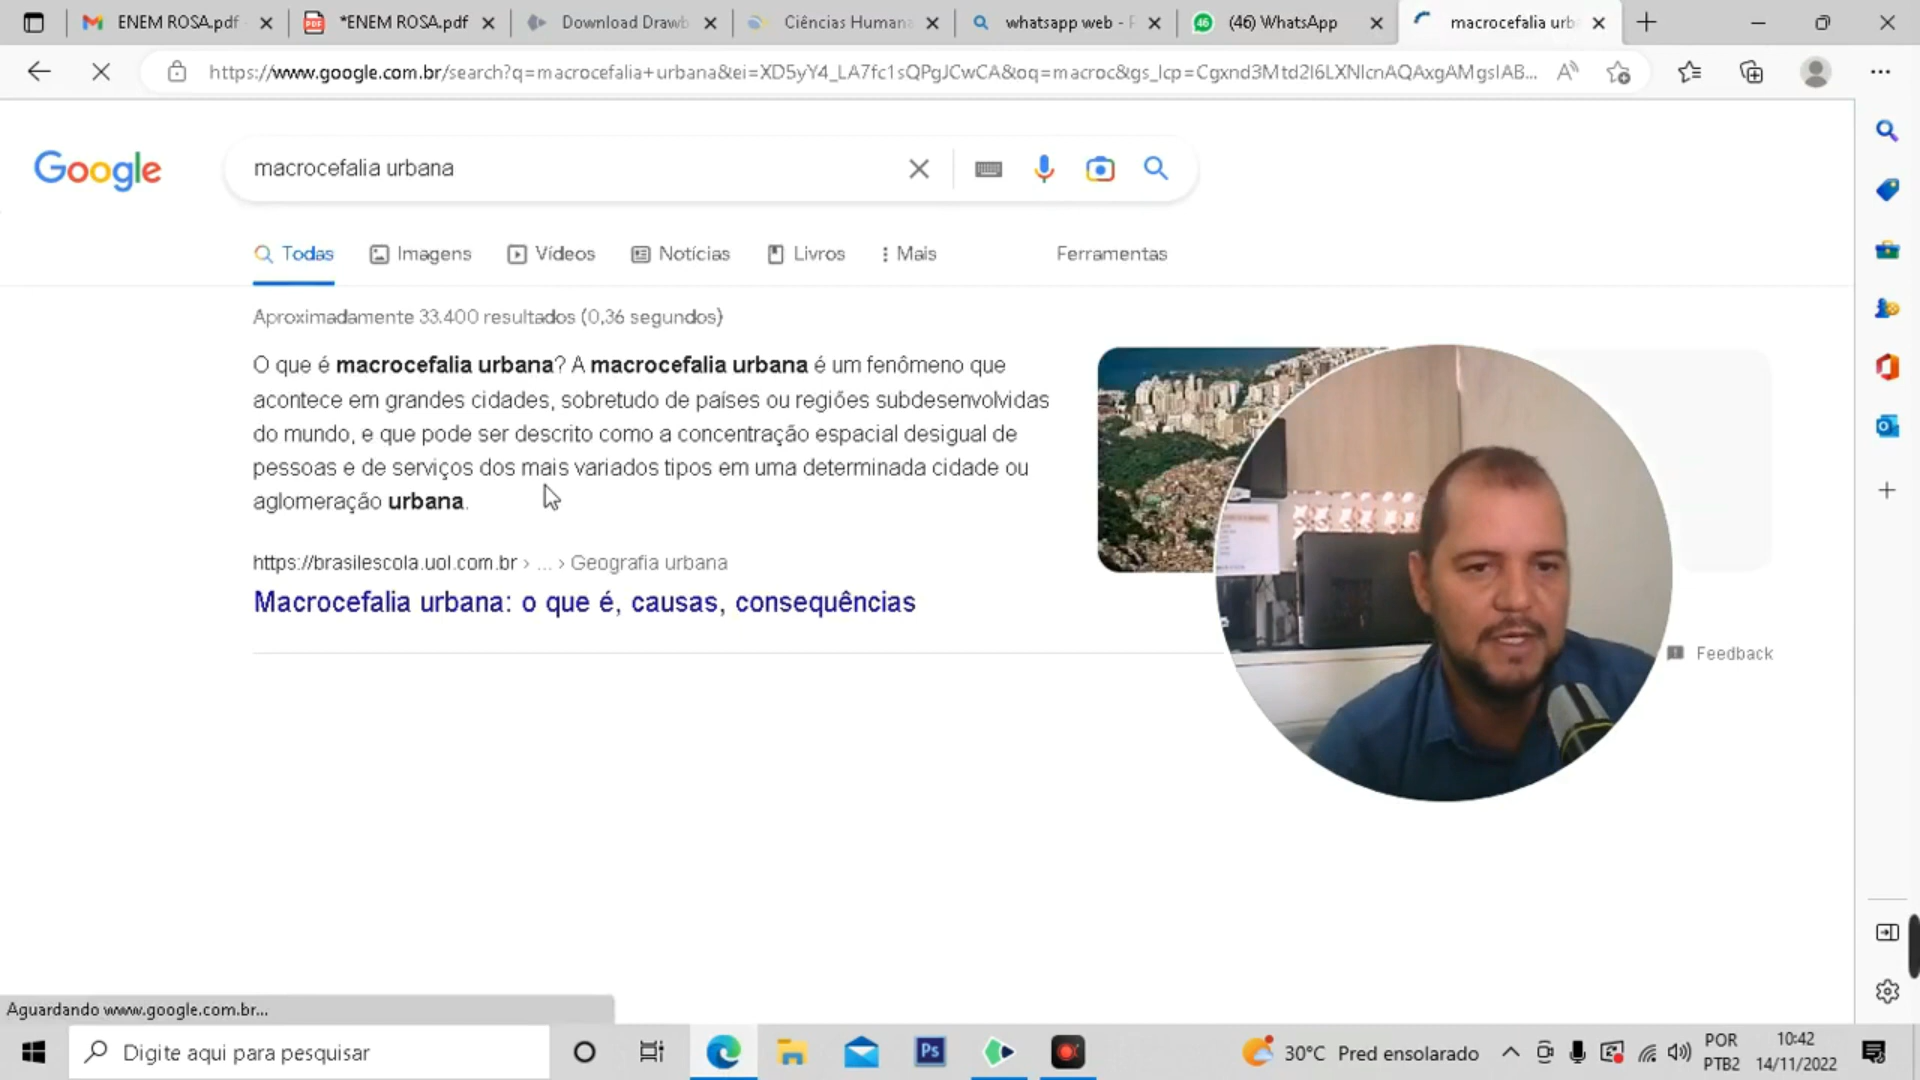 ENEM ROSA.pdf
*ENEM ROSA.pdf
Download Drawb
Ciências Humana
whatsapp web -
(46) WhatsApp
macrocefalia urb
https://www.google.com.br/search?q=macrocefalia+urbana&ei=XD5yY4_LA7fc1sQPgJCwCA&oq=macroc&gs_lcp=Cgxnd3Mtd2l6LXNlcnAQAxgAMgsIAB...
Google
macrocefalia urbana
Todas
Imagens
Vídeos
Notícias
Livros
Mais
Ferramentas
Aproximadamente 33.400 resultados (0,36 segundos)
O que é macrocefalia urbana? A macrocefalia urbana é um fenômeno que
acontece em grandes cidades, sobretudo de países ou regiões subdesenvolvidas
do mundo, e que pode ser descrito como a concentração espacial desigual de
pessoas e de serviços dos mais variados tipos em uma determinada cidade ou
aglomeração urbana.
https://brasilescola.uol.com.br › ... › Geografia urbana
Macrocefalia urbana: o que é, causas, consequências
Feedback
Aguardando www.google.com.br...
Digite aqui para pesquisar
Ps
30°C Pred ensolarado
POR
PTB2
10:42
14/11/2022